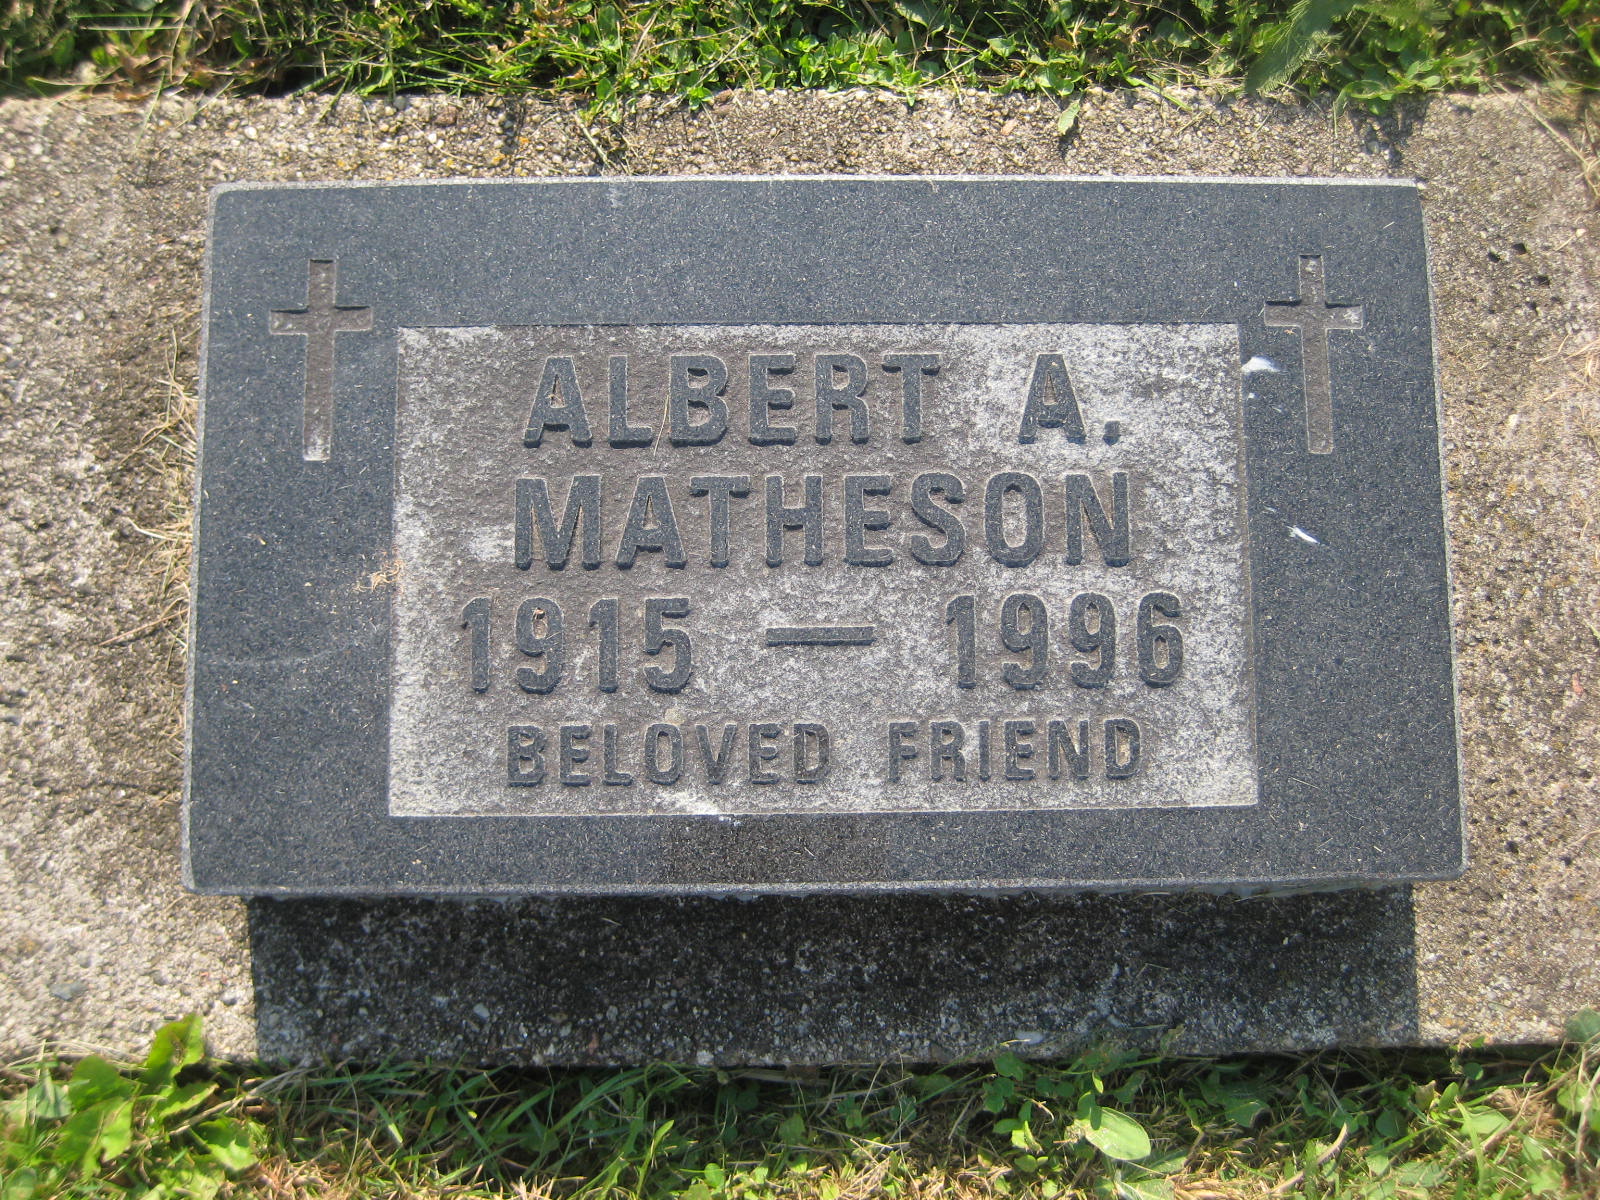 ALBERT A.
MATHESON
1915 — 1996
BELOVED FRIEND